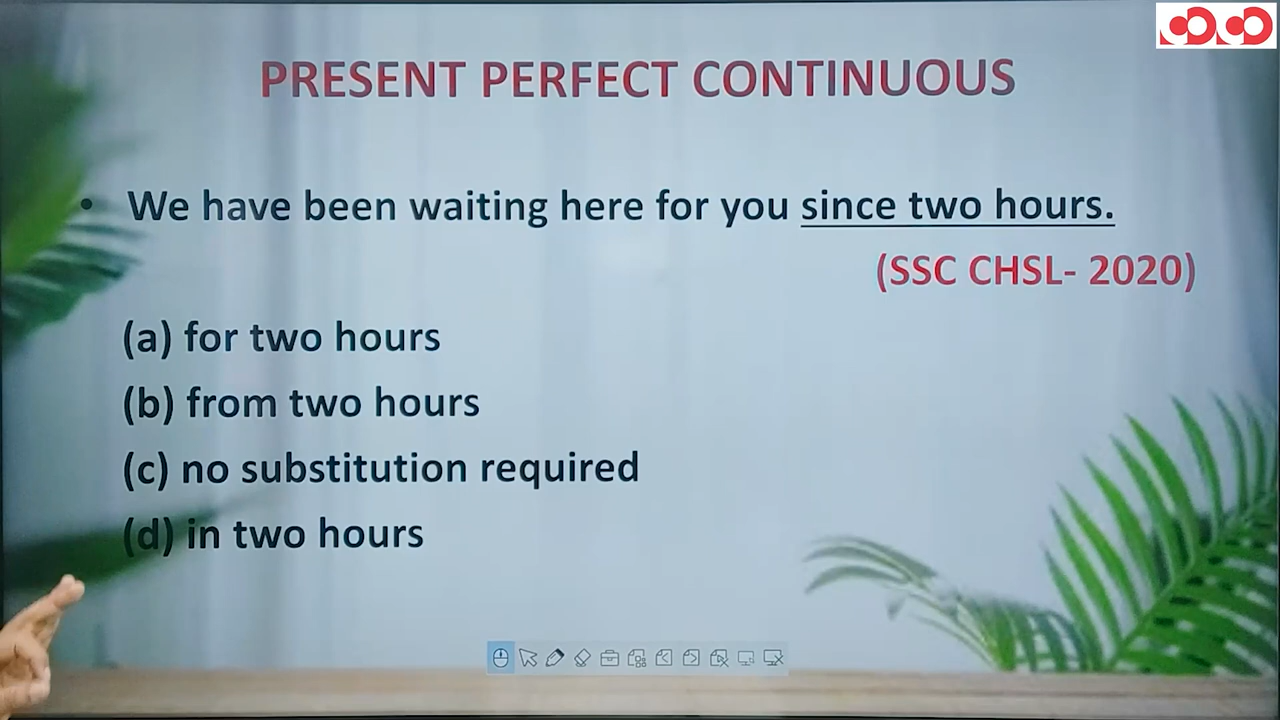 PRESENT PERFECT CONTINUOUS
• We have been waiting here for you since two hours.
(SSC CHSL- 2020)
(a) for two hours
(b) from two hours
(c) no substitution required
(d) in two hours